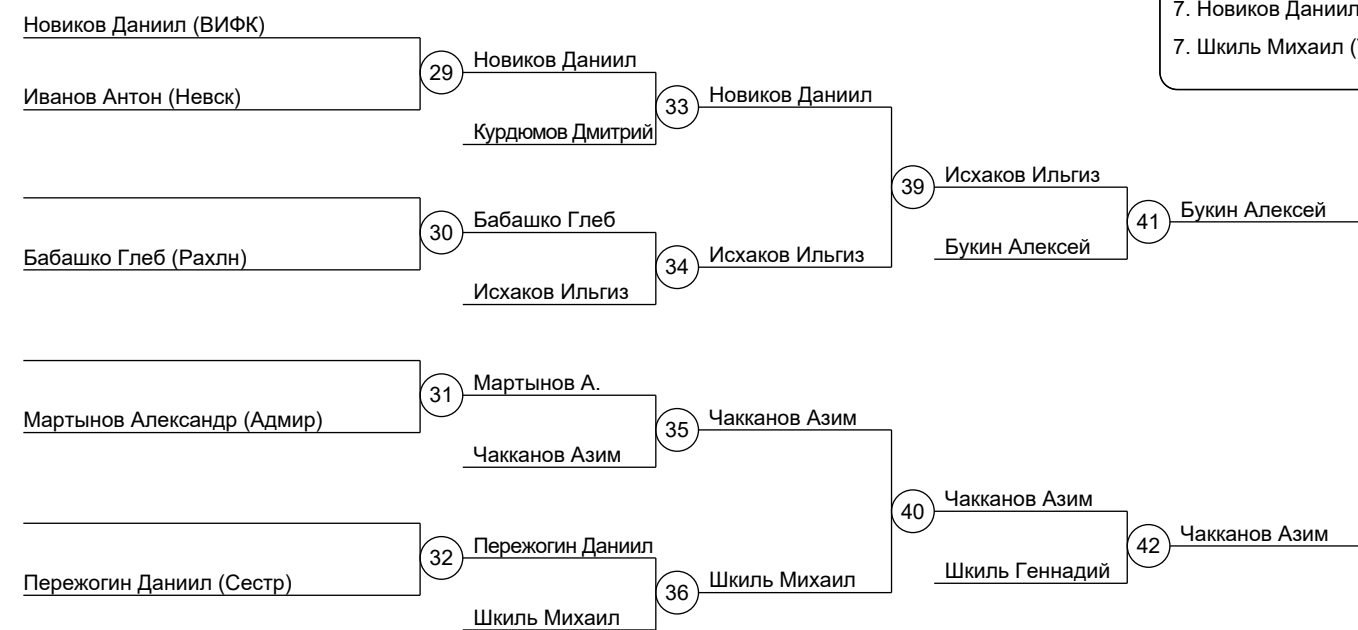 7. Новиков Даниил
7. Шкиль Михаил (
Новиков Даниил (ВИФК)
29
Новиков Даниил
Иванов Антон (Невск)
33
Новиков Даниил
Курдюмов Дмитрий
39
Исхаков Ильгиз
Бабашко Глеб
30
41
Букин Алексей
Бабашко Глеб (Рахлн)
34
Исхаков Ильгиз
Букин Алексей
Исхаков Ильгиз
31
Мартынов А.
Мартынов Александр (Адмир)
35
Чакканов Азим
Чакканов Азим
40
Чакканов Азим
32
Пережогин Даниил
42
Чакканов Азим
Пережогин Даниил (Сестр)
36
Шкиль Михаил
Шкиль Геннадий
Шкиль Михаил